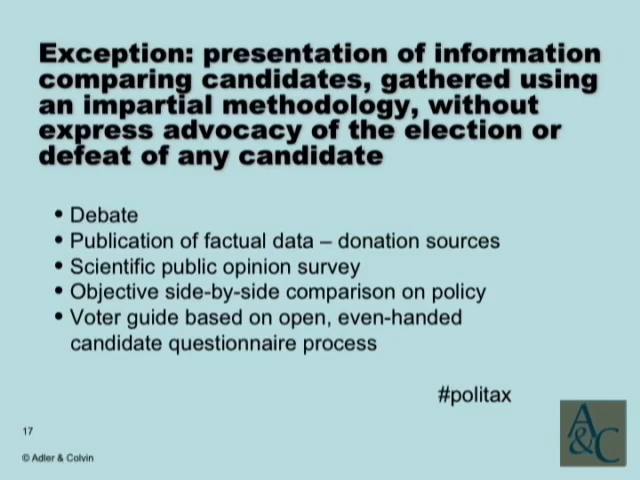 Exception: presentation of information
comparing candidates, gathered using
an impartial methodology, without
express advocacy of the election or
defeat of any candidate
• Debate
• Publication of factual data – donation sources
• Scientific public opinion survey
• Objective side-by-side comparison on policy
• Voter guide based on open, even-handed
candidate questionnaire process
#politax
17
© Adler & Colvin
A&C